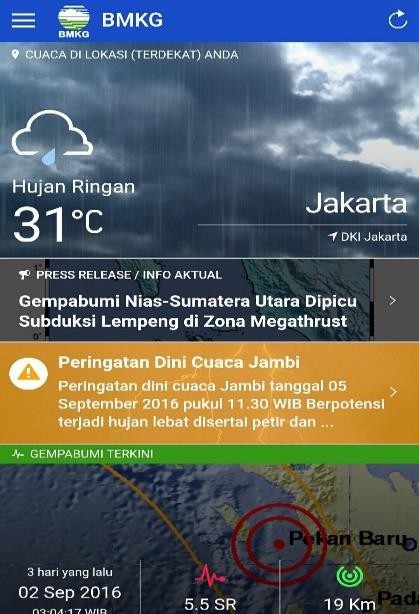 BMKG
BMKG
CUACA DI LOKASI (TERDEKAT) ANDA
Hujan Ringan
31°C
Jakarta
DKI Jakarta
PRESS RELEASE / INFO AKTUAL
Gempabumi Nias-Sumatera Utara Dipicu
Subduksi Lempeng di Zona Megathrust
Peringatan Dini Cuaca Jambi
Peringatan dini cuaca Jambi tanggal 05
September 2016 pukul 11.30 WIB Berpotensi
terjadi hujan lebat disertai petir dan ...
GEMPABUMI TERKINI
Pekan Baru
3 hari yang lalu
02 Sep 2016
03:04:17 WIB
5.5 SR
19 Km
Pad